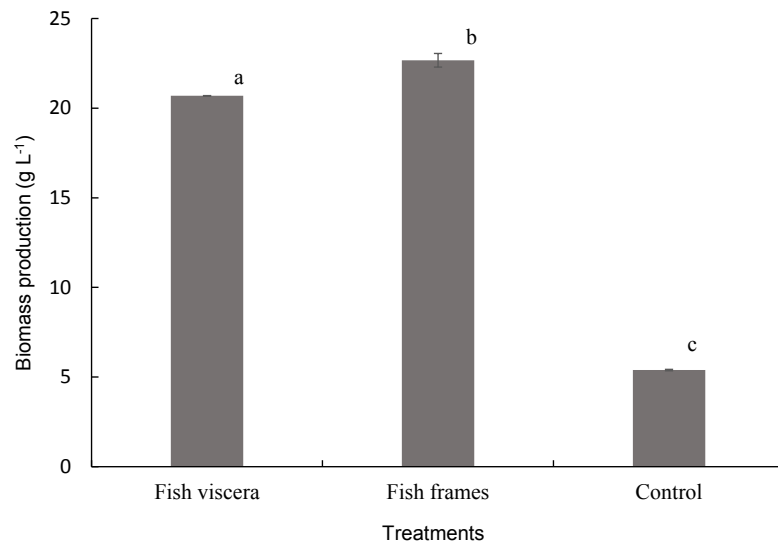 25
20
15
10
5
0
Biomass production (g L-1)
a
b
c
Fish viscera
Fish frames
Control
Treatments